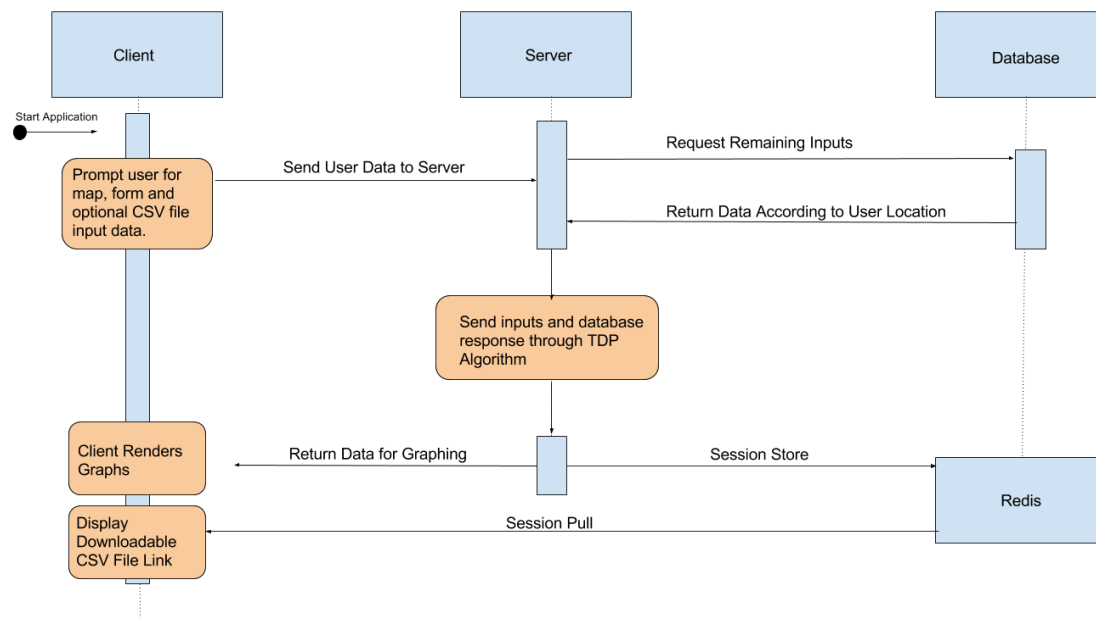 Client
Server
Database
Start Application
Request Remaining Inputs
Prompt user for
map, form and
optional CSV file
input data.
Send User Data to Server
Return Data According to User Location
Send inputs and database
response through TDP
Algorithm
Client Renders
Graphs
Return Data for Graphing
Session Store
Redis
Display
Downloadable
CSV File Link
Session Pull